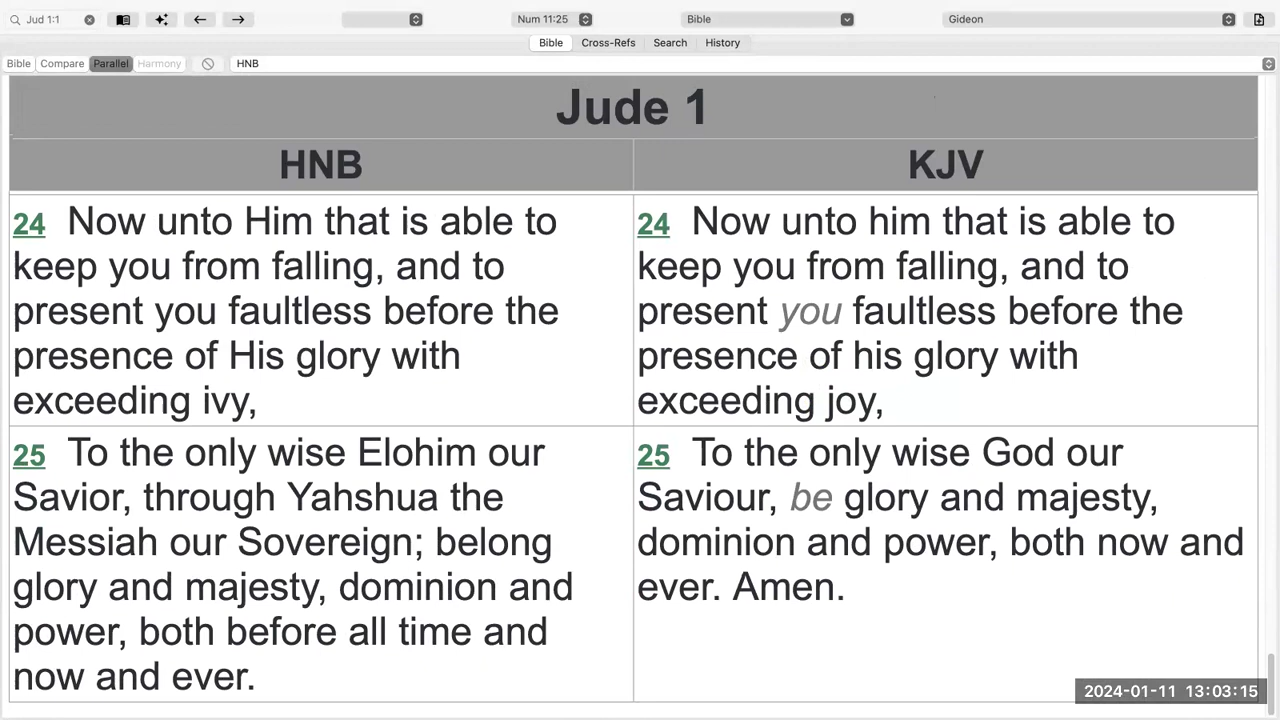 Jud 1:1
Num 11:25
Bible
Gideon
Bible Cross-Refs Search History
Bible Compare Parallel Harmony HNB
Jude 1
HNB
24 Now unto Him that is able to
keep you from falling, and to
present you faultless before the
presence of His glory with
exceeding ivy,
25 To the only wise Elohim our
Savior, through Yahshua the
Messiah our Sovereign; belong
glory and majesty, dominion and
power, both before all time and
now and ever.
KJV
24 Now unto him that is able to
keep you from falling, and to
present you faultless before the
presence of his glory with
exceeding joy,
25 To the only wise God our
Saviour, be glory and majesty,
dominion and power, both now and
ever. Amen.
2024-01-11 13:03:15